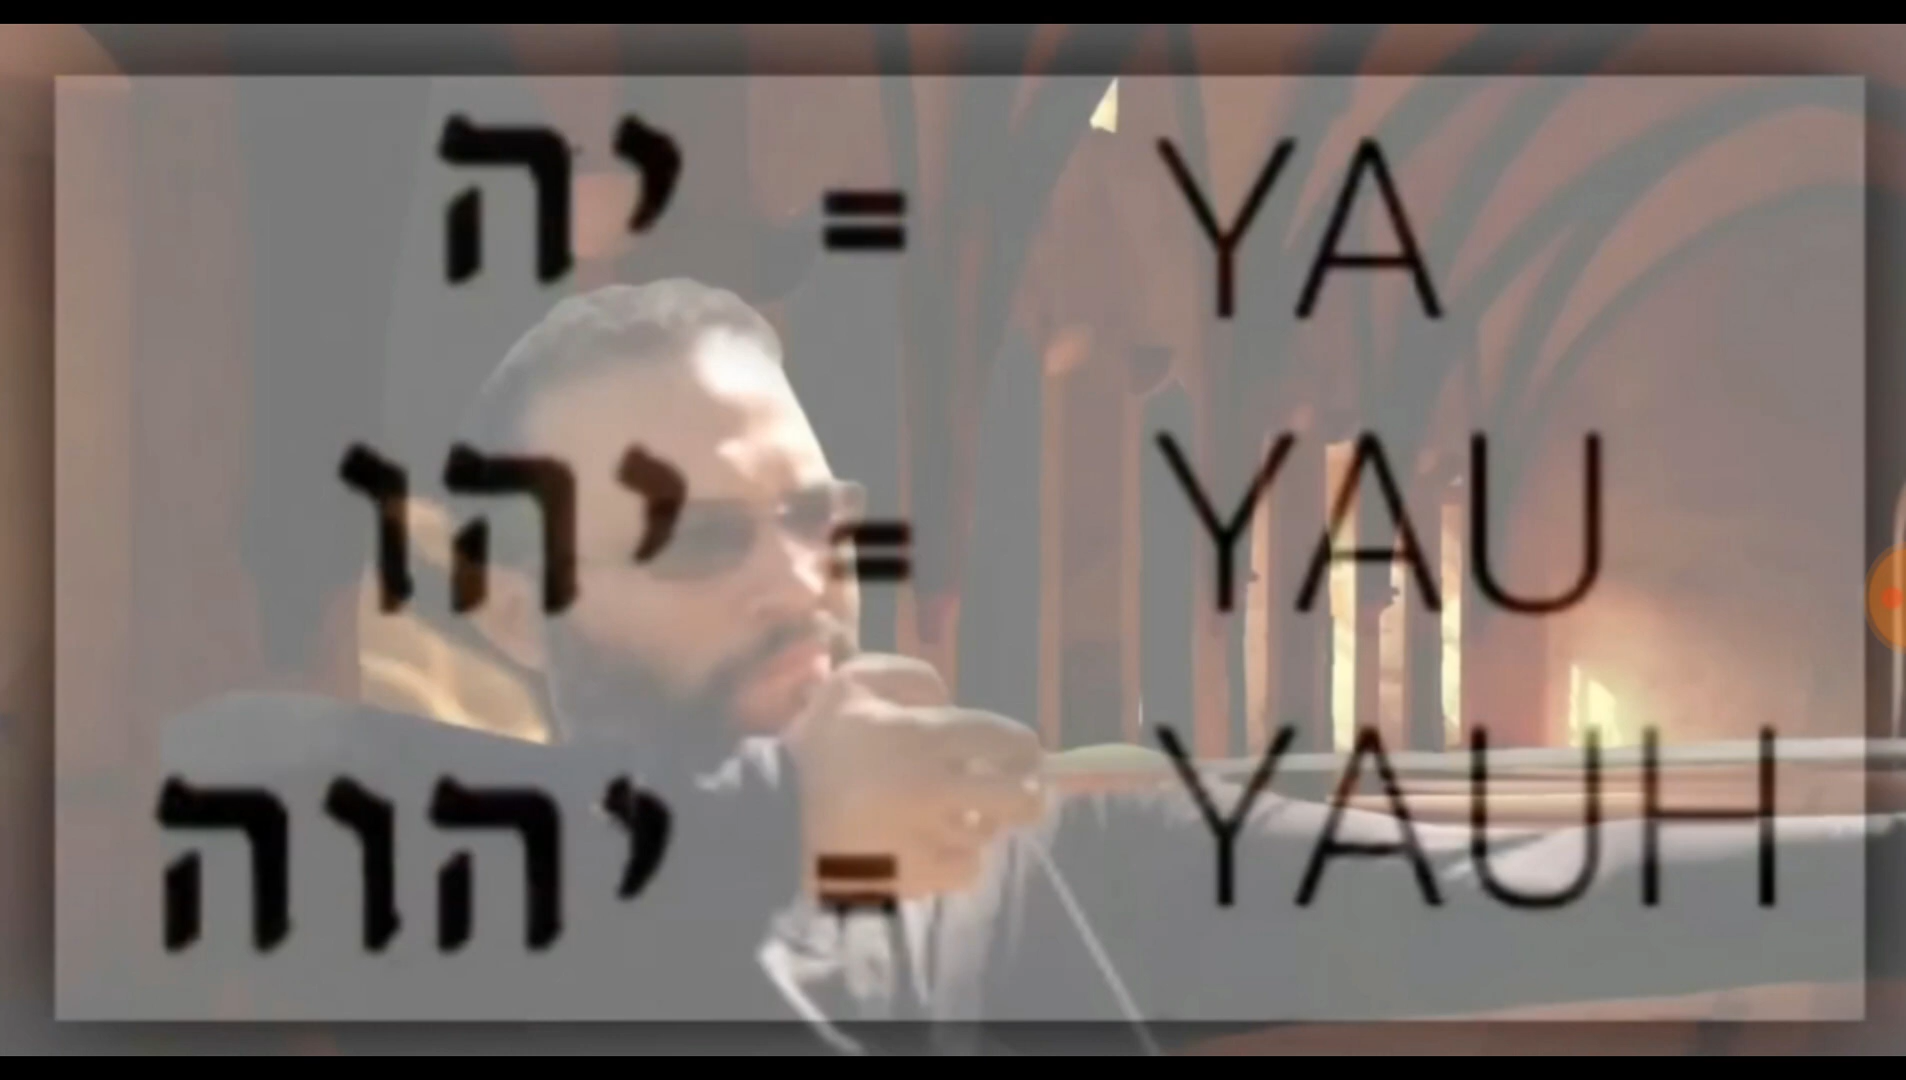 יה = YA
יהו = YAU
יהוה = YAUH